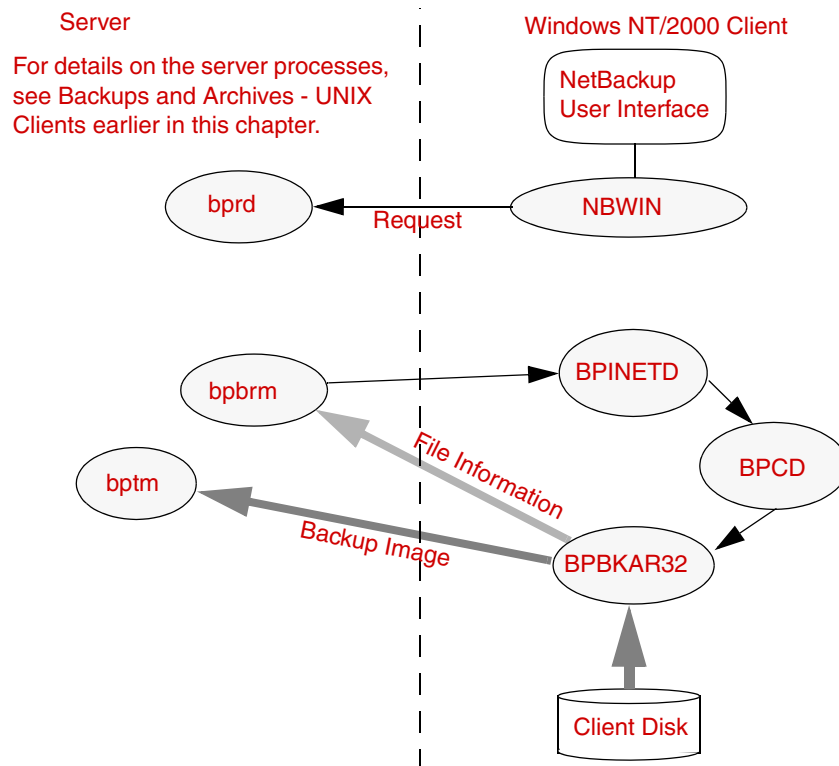 Server
Windows NT/2000 Client
For details on the server processes,
see Backups and Archives - UNIX
Clients earlier in this chapter.
NetBackup
User Interface
bprd
Request
NBWIN
bpbrm
BPINETD
File Information
BPCD
bptm
Backup Image
BPBKAR32
Client Disk